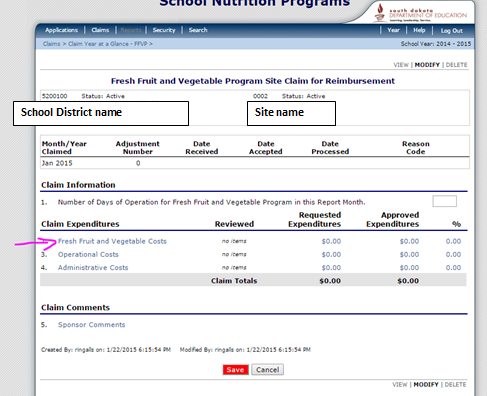 School Nutrition Programs
south dakota
DEPARTMENT OF EDUCATION
Learning. Leadership. Service.
Applications | Claims | Reports | Security | Search
Year | Help | Log Out
Claims > Claim Year at a Glance - FFVP >
School Year: 2014 - 2015
VIEW | MODIFY | DELETE
Fresh Fruit and Vegetable Program Site Claim for Reimbursement
5200100 Status: Active 0002 Status: Active
School District name Site name
Month/Year Claimed Adjustment Number Date Received Date Accepted Date Processed Reason Code
Jan 2015 0
Claim Information
1. Number of Days of Operation for Fresh Fruit and Vegetable Program in this Report Month.
Claim Expenditures Reviewed Requested Expenditures Approved Expenditures %
Fresh Fruit and Vegetable Costs no items $0.00 $0.00 0.00
3. Operational Costs no items $0.00 $0.00 0.00
4. Administrative Costs no items $0.00 $0.00 0.00
Claim Totals $0.00 $0.00
Claim Comments
5. Sponsor Comments
Created By: ringalls on: 1/22/2015 6:15:54 PM Modified By: ringalls on: 1/22/2015 6:15:54 PM
Save Cancel
VIEW | MODIFY | DELETE